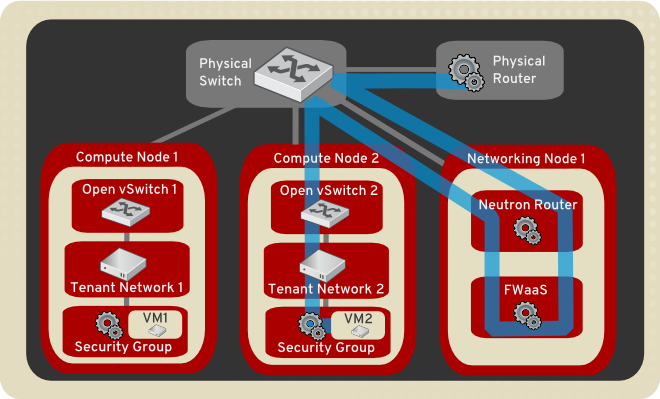 Physical
Switch
Physical
Router
Compute Node 1
Compute Node 2
Networking Node 1
Open vSwitch 1
Open vSwitch 2
Neutron Router
Tenant Network 1
Tenant Network 2
FWaaS
VM1
VM2
Security Group
Security Group